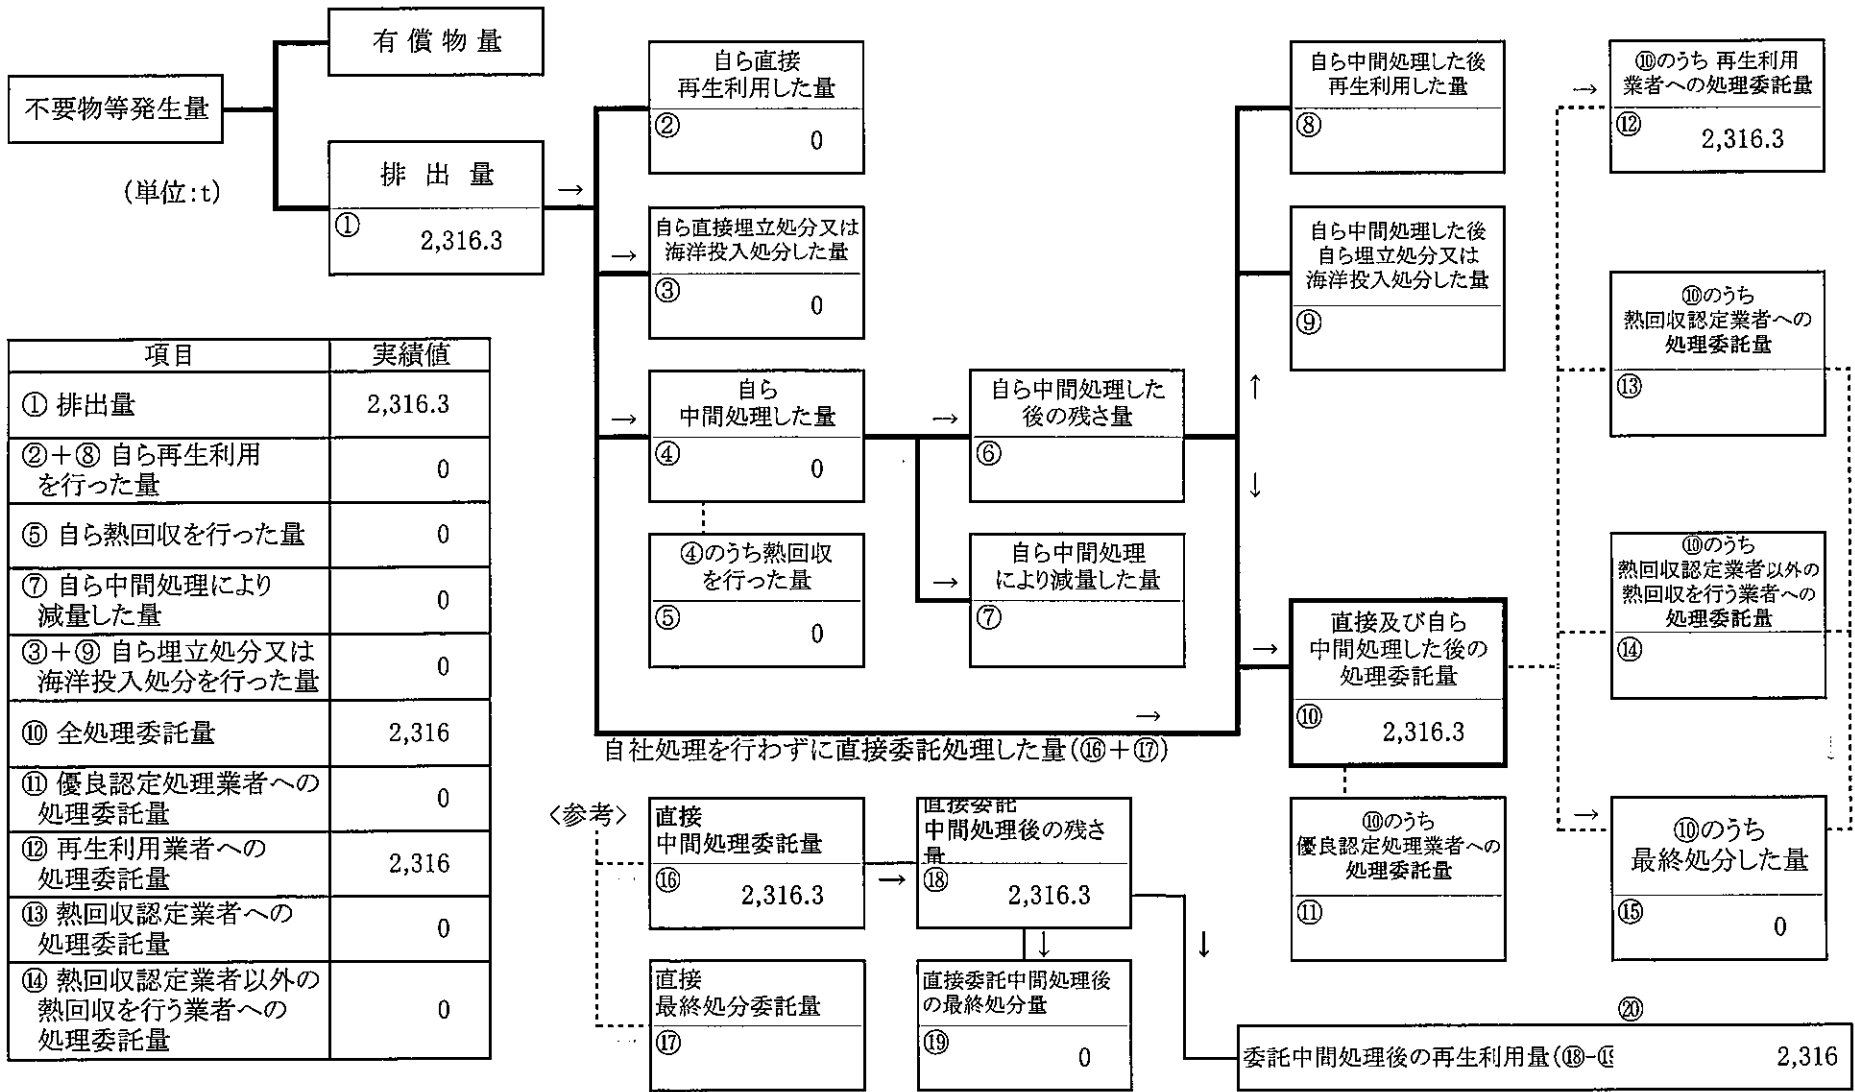 有償物量
不要物等発生量
(単位:t)
排出量
→
①
2,316.3
自ら直接
再生利用した量
②
0
→
自ら直接埋立処分又は
海洋投入処分した量
③
0
→
自ら
中間処理した量
④
0
④のうち熱回収
を行った量
⑤
0
→
自ら中間処理した
後の残さ量
⑥
→
自ら中間処理
により減量した量
⑦
自ら中間処理した後
再生利用した量
⑧
自ら中間処理した後
自ら埋立処分又は
海洋投入処分した量
⑨
↑
↓
→
直接及び自ら
中間処理した後の
処理委託量
⑩
2,316.3
→
自社処理を行わずに直接委託処理した量(⑯+⑰)
⑩のうち
優良認定処理業者への
処理委託量
⑪
→
⑩のうち 再生利用
業者への処理委託量
⑫
2,316.3
⑩のうち
熱回収認定業者への
処理委託量
⑬
⑩のうち
熱回収認定業者以外の
熱回収を行う業者への
処理委託量
⑭
→
⑩のうち
最終処分した量
⑮
0
項目 実績値
① 排出量 2,316.3
②+⑧ 自ら再生利用
を行った量 0
⑤ 自ら熱回収を行った量 0
⑦ 自ら中間処理により
減量した量 0
③+⑨ 自ら埋立処分又は
海洋投入処分を行った量 0
⑩ 全処理委託量 2,316
⑪ 優良認定処理業者への
処理委託量 0
⑫ 再生利用業者への
処理委託量 2,316
⑬ 熱回収認定業者への
処理委託量 0
⑭ 熱回収認定業者以外の
熱回収を行う業者への
処理委託量 0
〈参考〉
直接
中間処理委託量
⑯
2,316.3
→
直接委託
中間処理後の残さ
量
⑱
2,316.3
↓
↓
直接
最終処分委託量
⑰
直接委託中間処理後
の最終処分量
⑲
0
⑳
委託中間処理後の再生利用量(⑱-⑲ 2,316